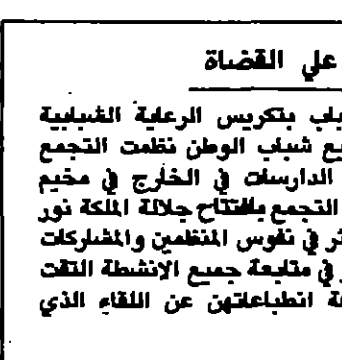 علي القضاة
باب بتكريس الرعاية الشبابية
يع شباب الوطن نظمت التجمع
الدارسات في الخارج في مخيم
التجمع بافتتاح جلالة الملكة نور
ثر في نفوس المنظمين والمشاركات
في متابعة جميع الانشطة التقت
ة انطباعاتهن عن اللقاء الذي